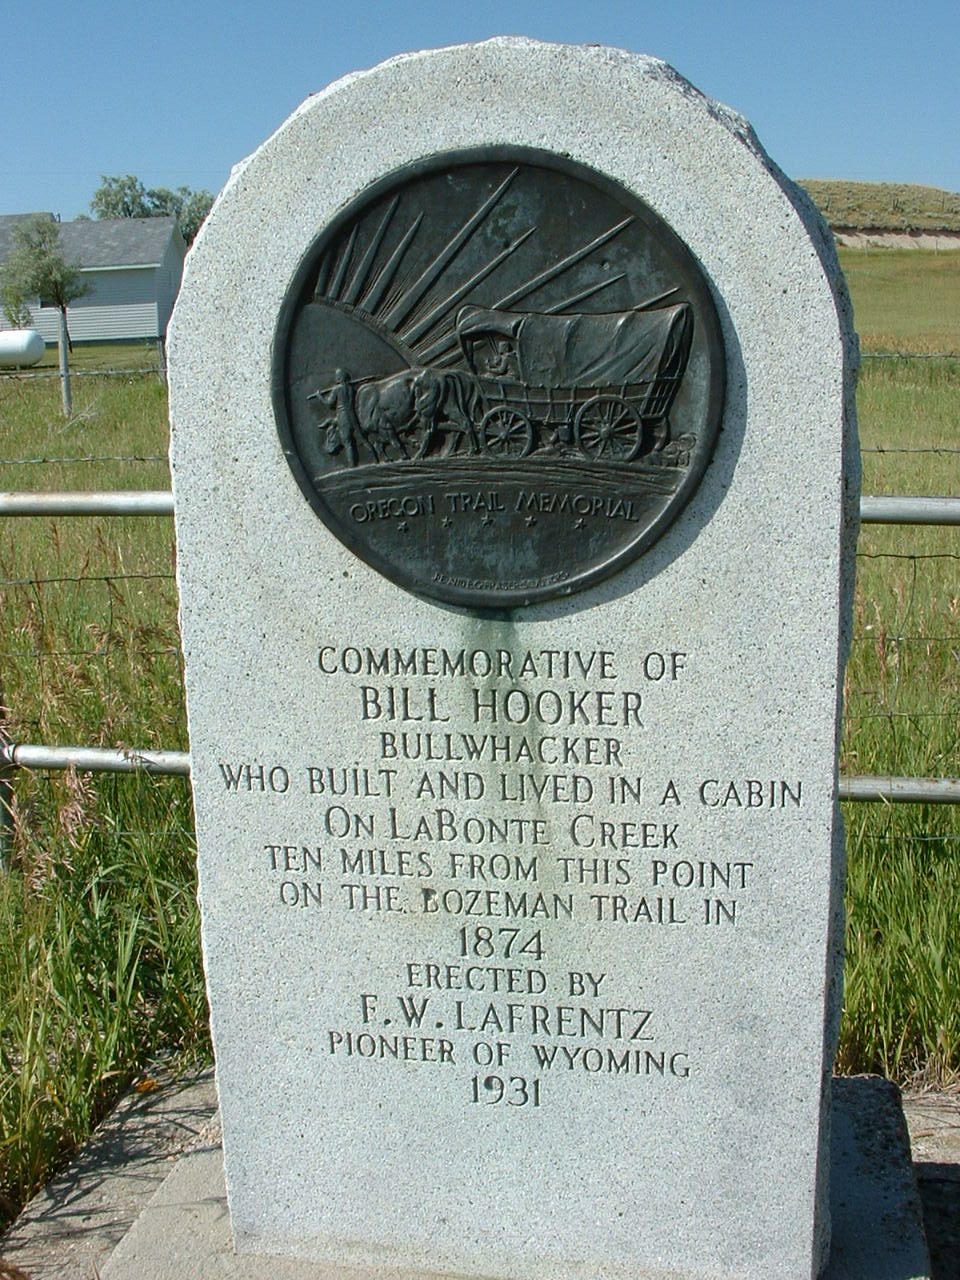 OREGON TRAIL MEMORIAL
COMMEMORATIVE OF
BILL HOOKER
BULLWHACKER
WHO BUILT AND LIVED IN A CABIN
ON LABONTE CREEK
TEN MILES FROM THIS POINT
ON THE BOZEMAN TRAIL IN
1874
ERECTED BY
F.W. LAFRENTZ
PIONEER OF WYOMING
1931